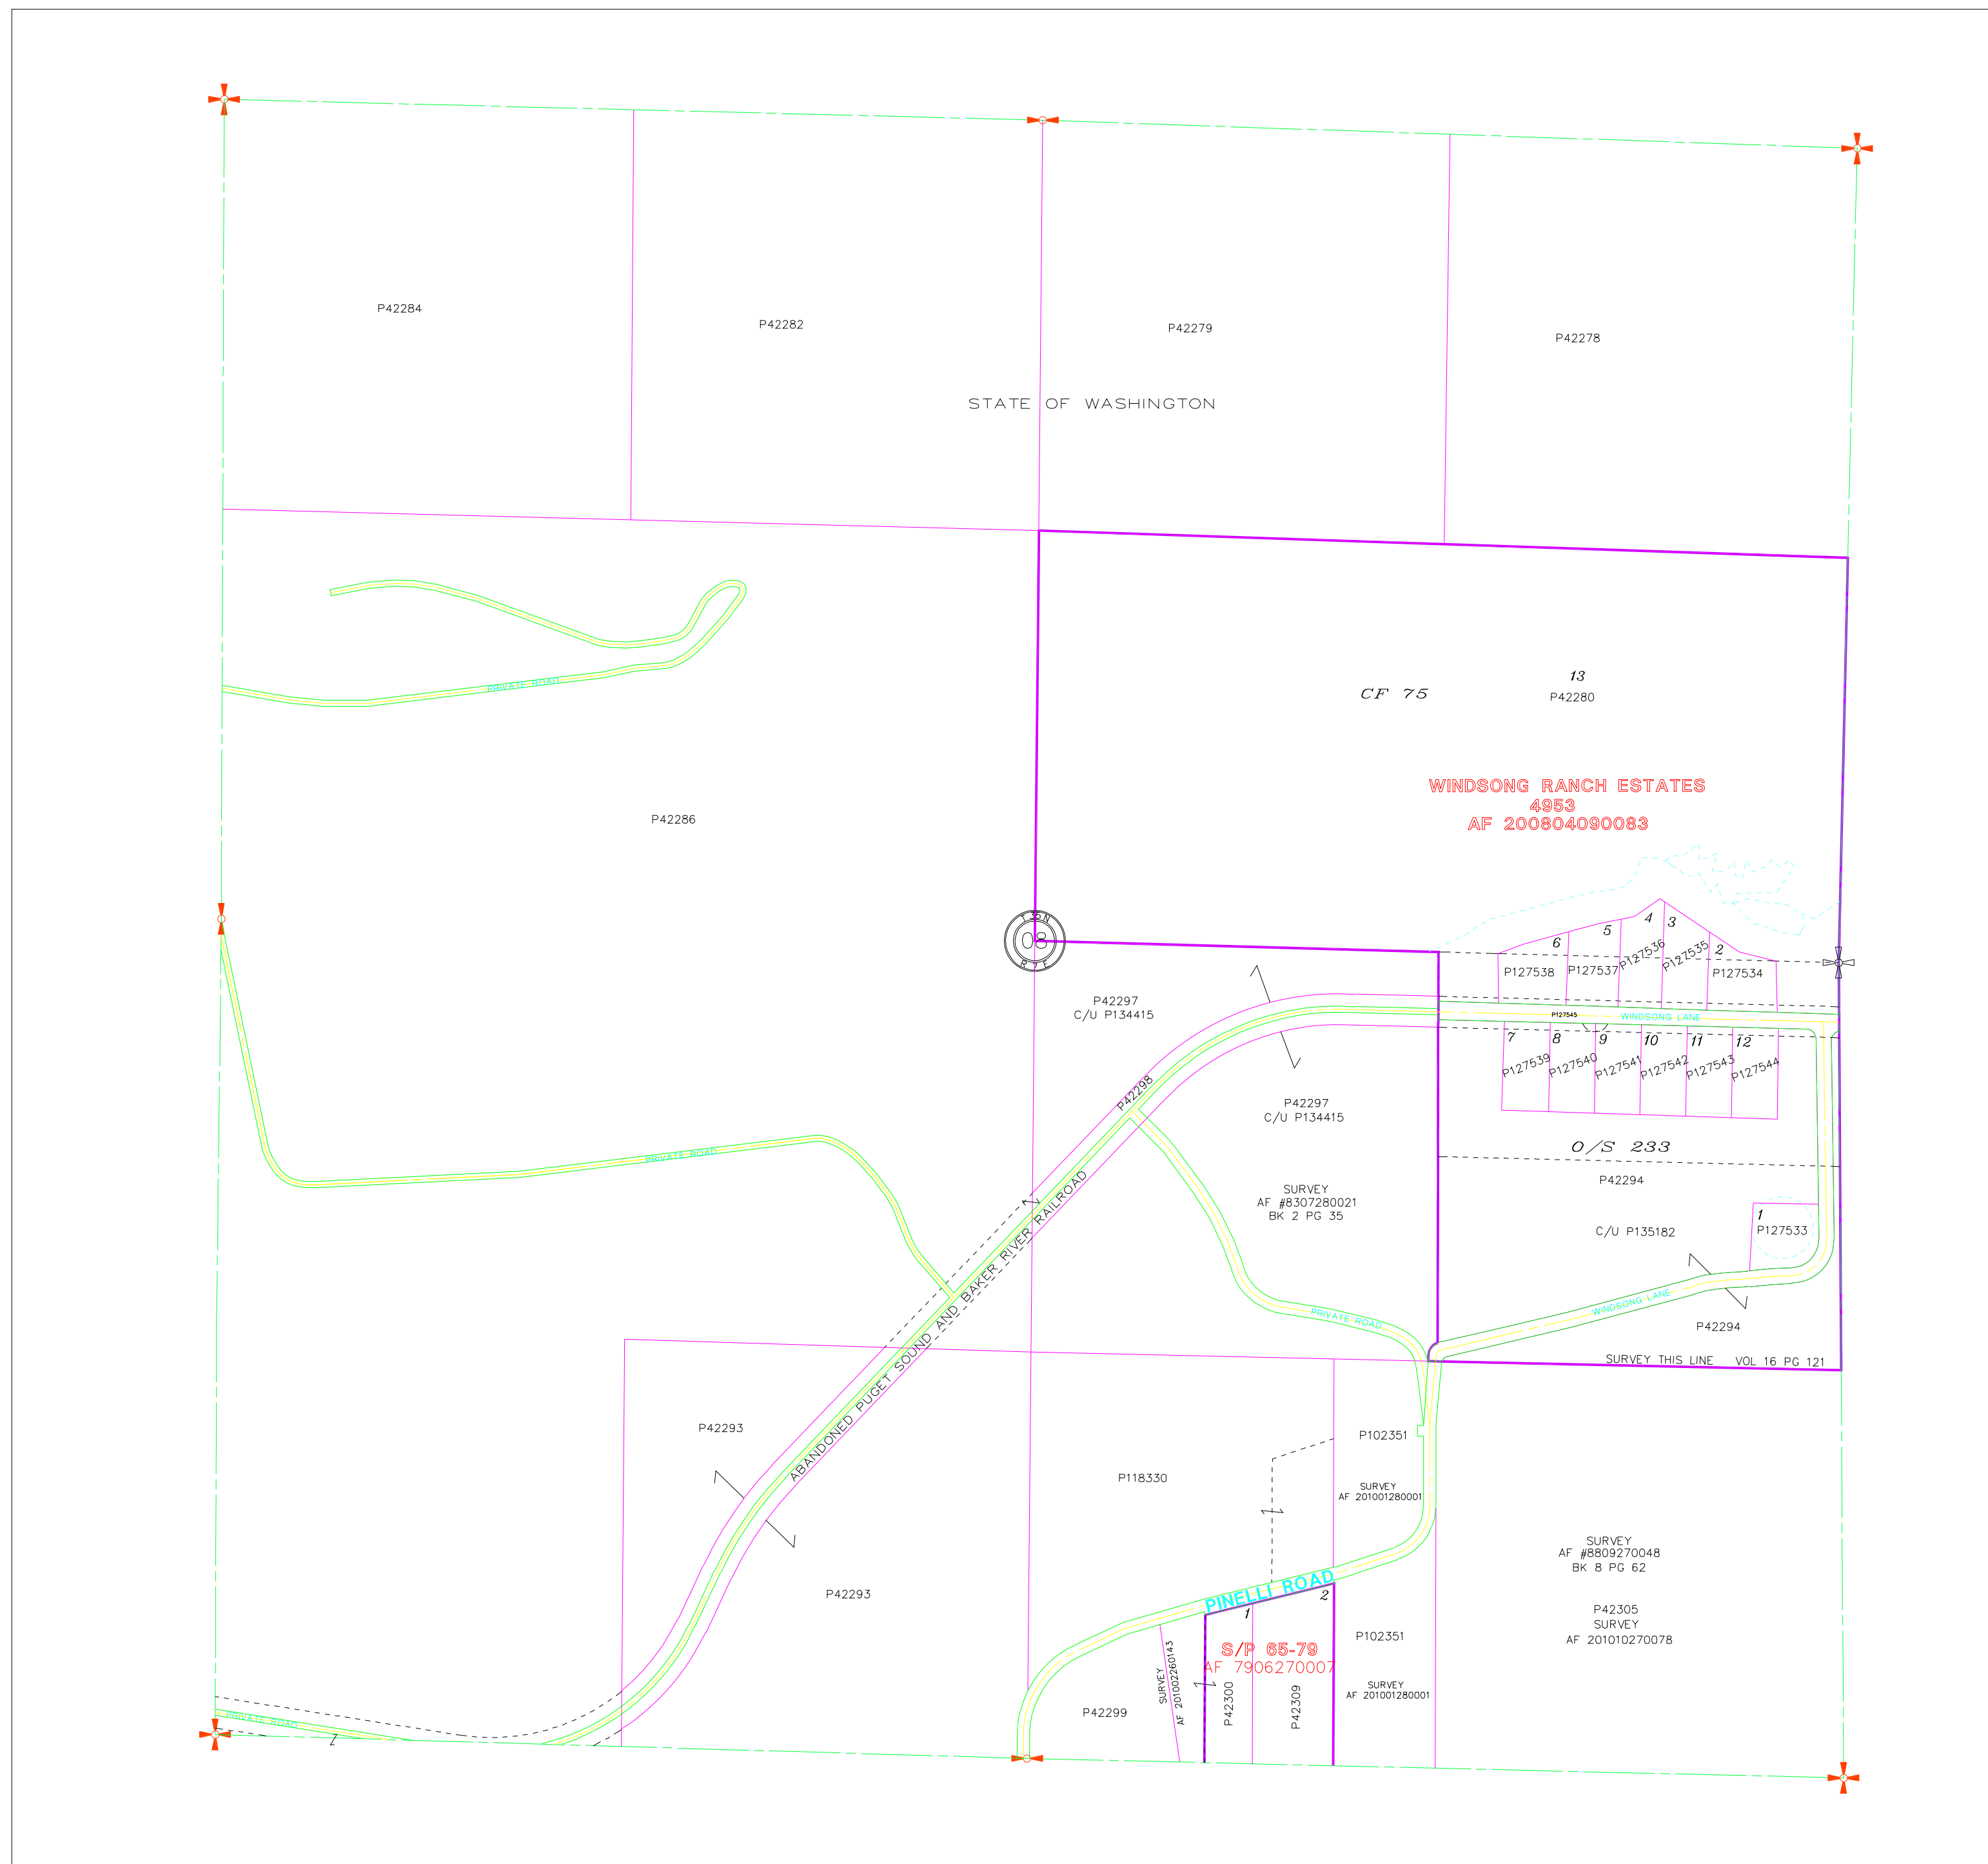 P42284
P42282
P42279
P42278
STATE OF WASHINGTON
PRIVATE ROAD
13
CF 75
P42280
WINDSONG RANCH ESTATES
4953
AF 200804090083
P42286
T 35 N
08
R 7 E
6
5
4
3
2
P127538
P127537
P127536
P127535
P127534
P42297
C/U P134415
P127545
WINDSONG LANE
7
8
9
10
11
12
P127539
P127540
P127541
P127542
P127543
P127544
P42298
P42297
C/U P134415
O/S 233
P42294
PRIVATE ROAD
SURVEY
AF #8307280021
BK 2 PG 35
1
P127533
C/U P135182
ABANDONED PUGET SOUND AND BAKER RIVER RAILROAD
PRIVATE ROAD
WINDSONG LANE
P42294
SURVEY THIS LINE VOL 16 PG 121
P42293
P118330
P102351
SURVEY
AF 201001280001
SURVEY
AF #8809270048
BK 8 PG 62
P42293
PINELLI ROAD
1
2
P42305
SURVEY
AF 201010270078
S/P 65-79
AF 7906270007
P102351
SURVEY
AF 201002260143
P42300
P42309
SURVEY
AF 201001280001
P42299
PRIVATE ROAD